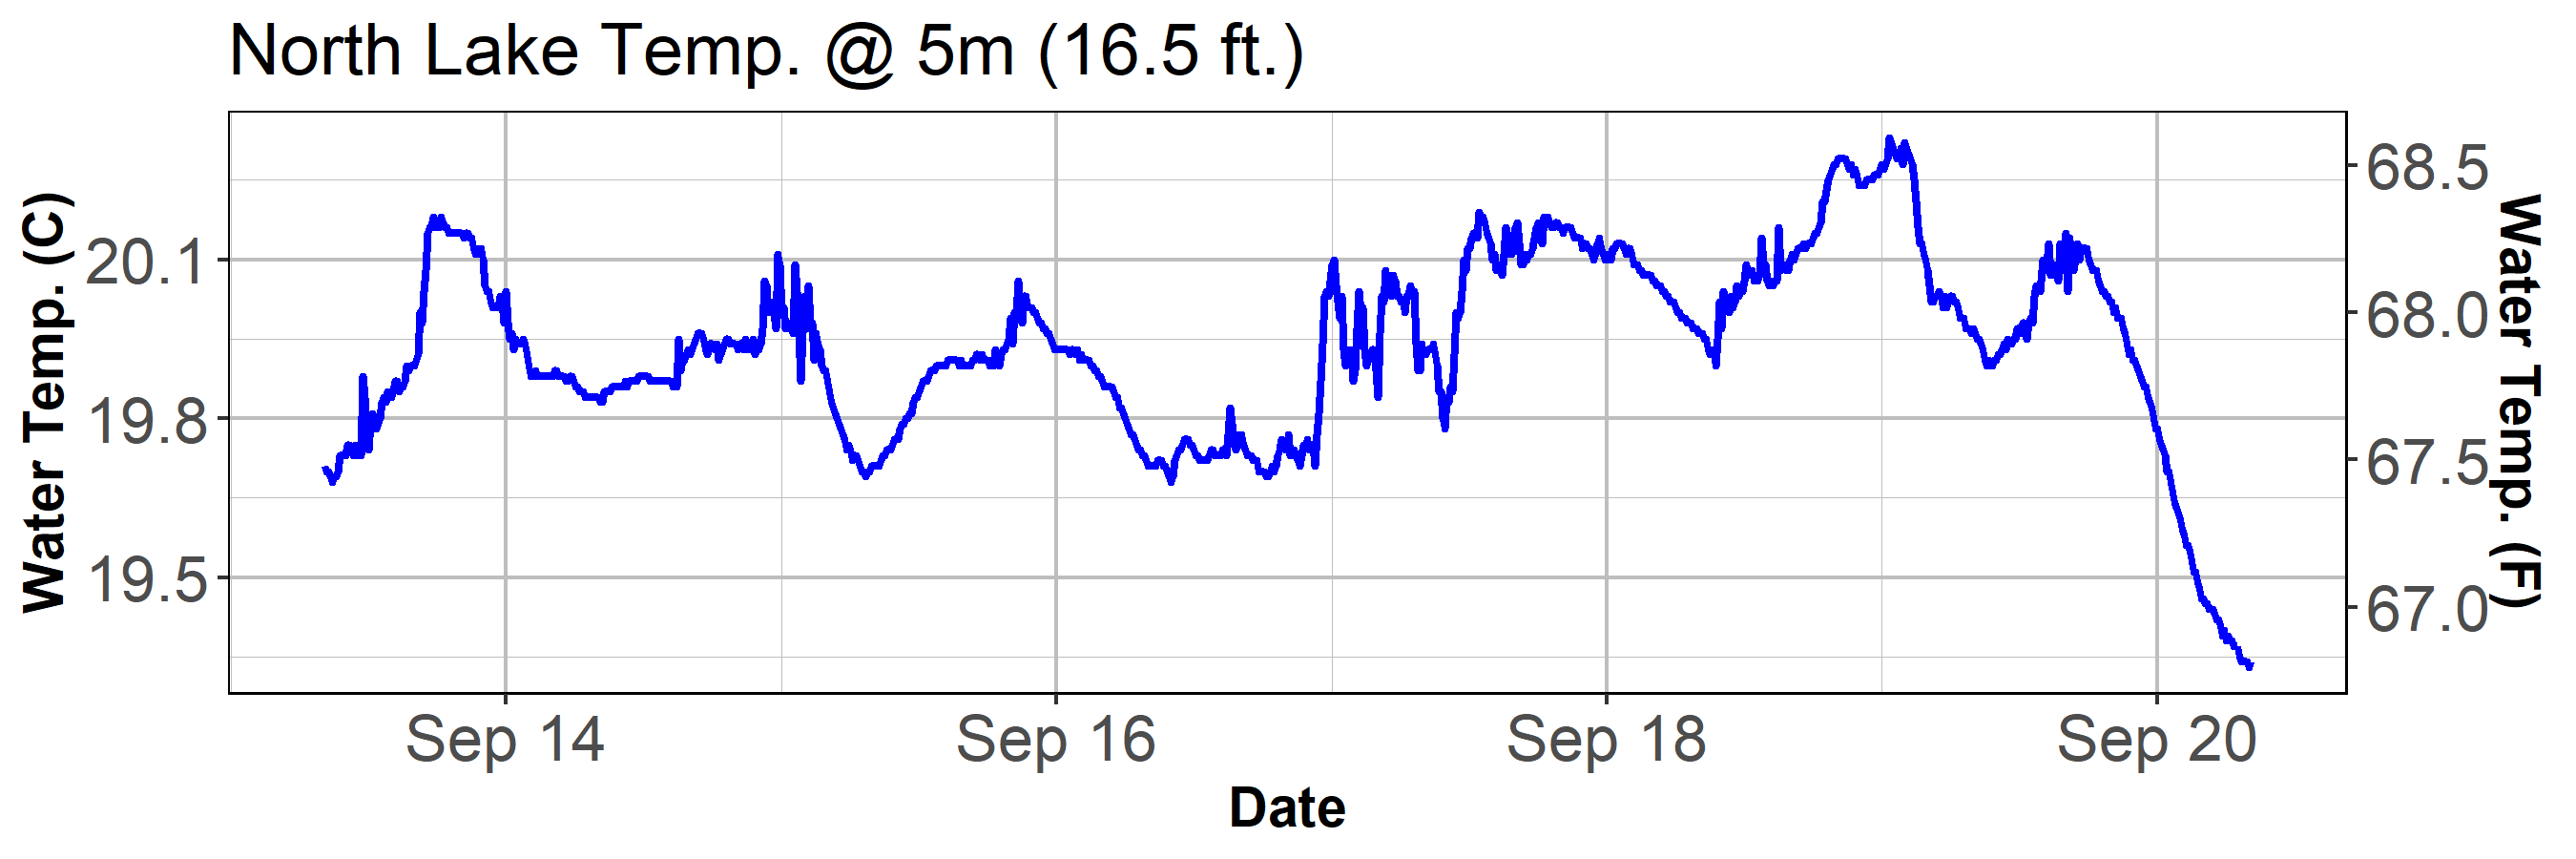 North Lake Temp. @ 5m (16.5 ft.)
Water Temp. (C)
20.1
19.8
19.5
68.5
68.0
67.5
67.0
Water Temp. (F)
Sep 14
Sep 16
Sep 18
Sep 20
Date